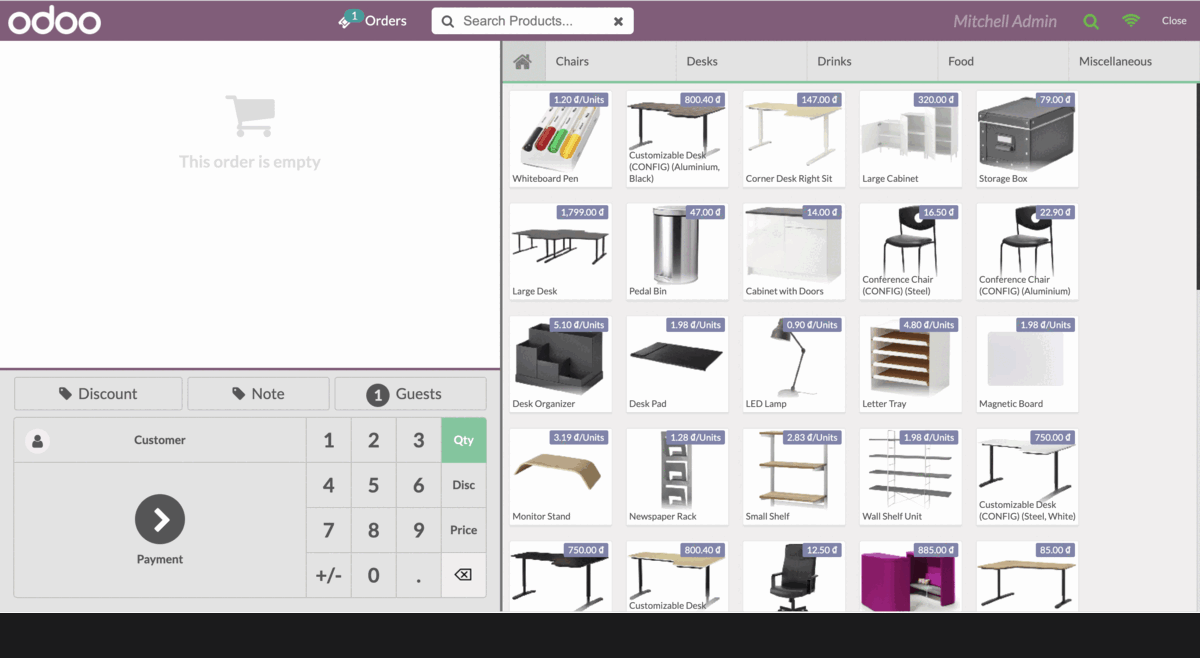 odoo
1
Orders
Search Products...
Mitchell Admin
Close
This order is empty
Chairs
Desks
Drinks
Food
Miscellaneous
1.20 ₫/Units
Whiteboard Pen
800.40 ₫
Customizable Desk
(CONFIG) (Aluminium,
Black)
147.00 ₫
Corner Desk Right Sit
320.00 ₫
Large Cabinet
79.00 ₫
Storage Box
1,799.00 ₫
Large Desk
47.00 ₫
Pedal Bin
14.00 ₫
Cabinet with Doors
16.50 ₫
Conference Chair
(CONFIG) (Steel)
22.90 ₫
Conference Chair
(CONFIG) (Aluminium)
5.10 ₫/Units
Desk Organizer
1.98 ₫/Units
Desk Pad
0.90 ₫/Units
LED Lamp
4.80 ₫/Units
Letter Tray
1.98 ₫/Units
Magnetic Board
3.19 ₫/Units
Monitor Stand
1.28 ₫/Units
Newspaper Rack
2.83 ₫/Units
Small Shelf
1.98 ₫/Units
Wall Shelf Unit
750.00 ₫
Customizable Desk
(CONFIG) (Steel, White)
750.00 ₫
800.40 ₫
Customizable Desk
12.50 ₫
885.00 ₫
85.00 ₫
Discount
Note
1 Guests
Customer
Payment
1 2 3 Qty
4 5 6 Disc
7 8 9 Price
+/- 0 .